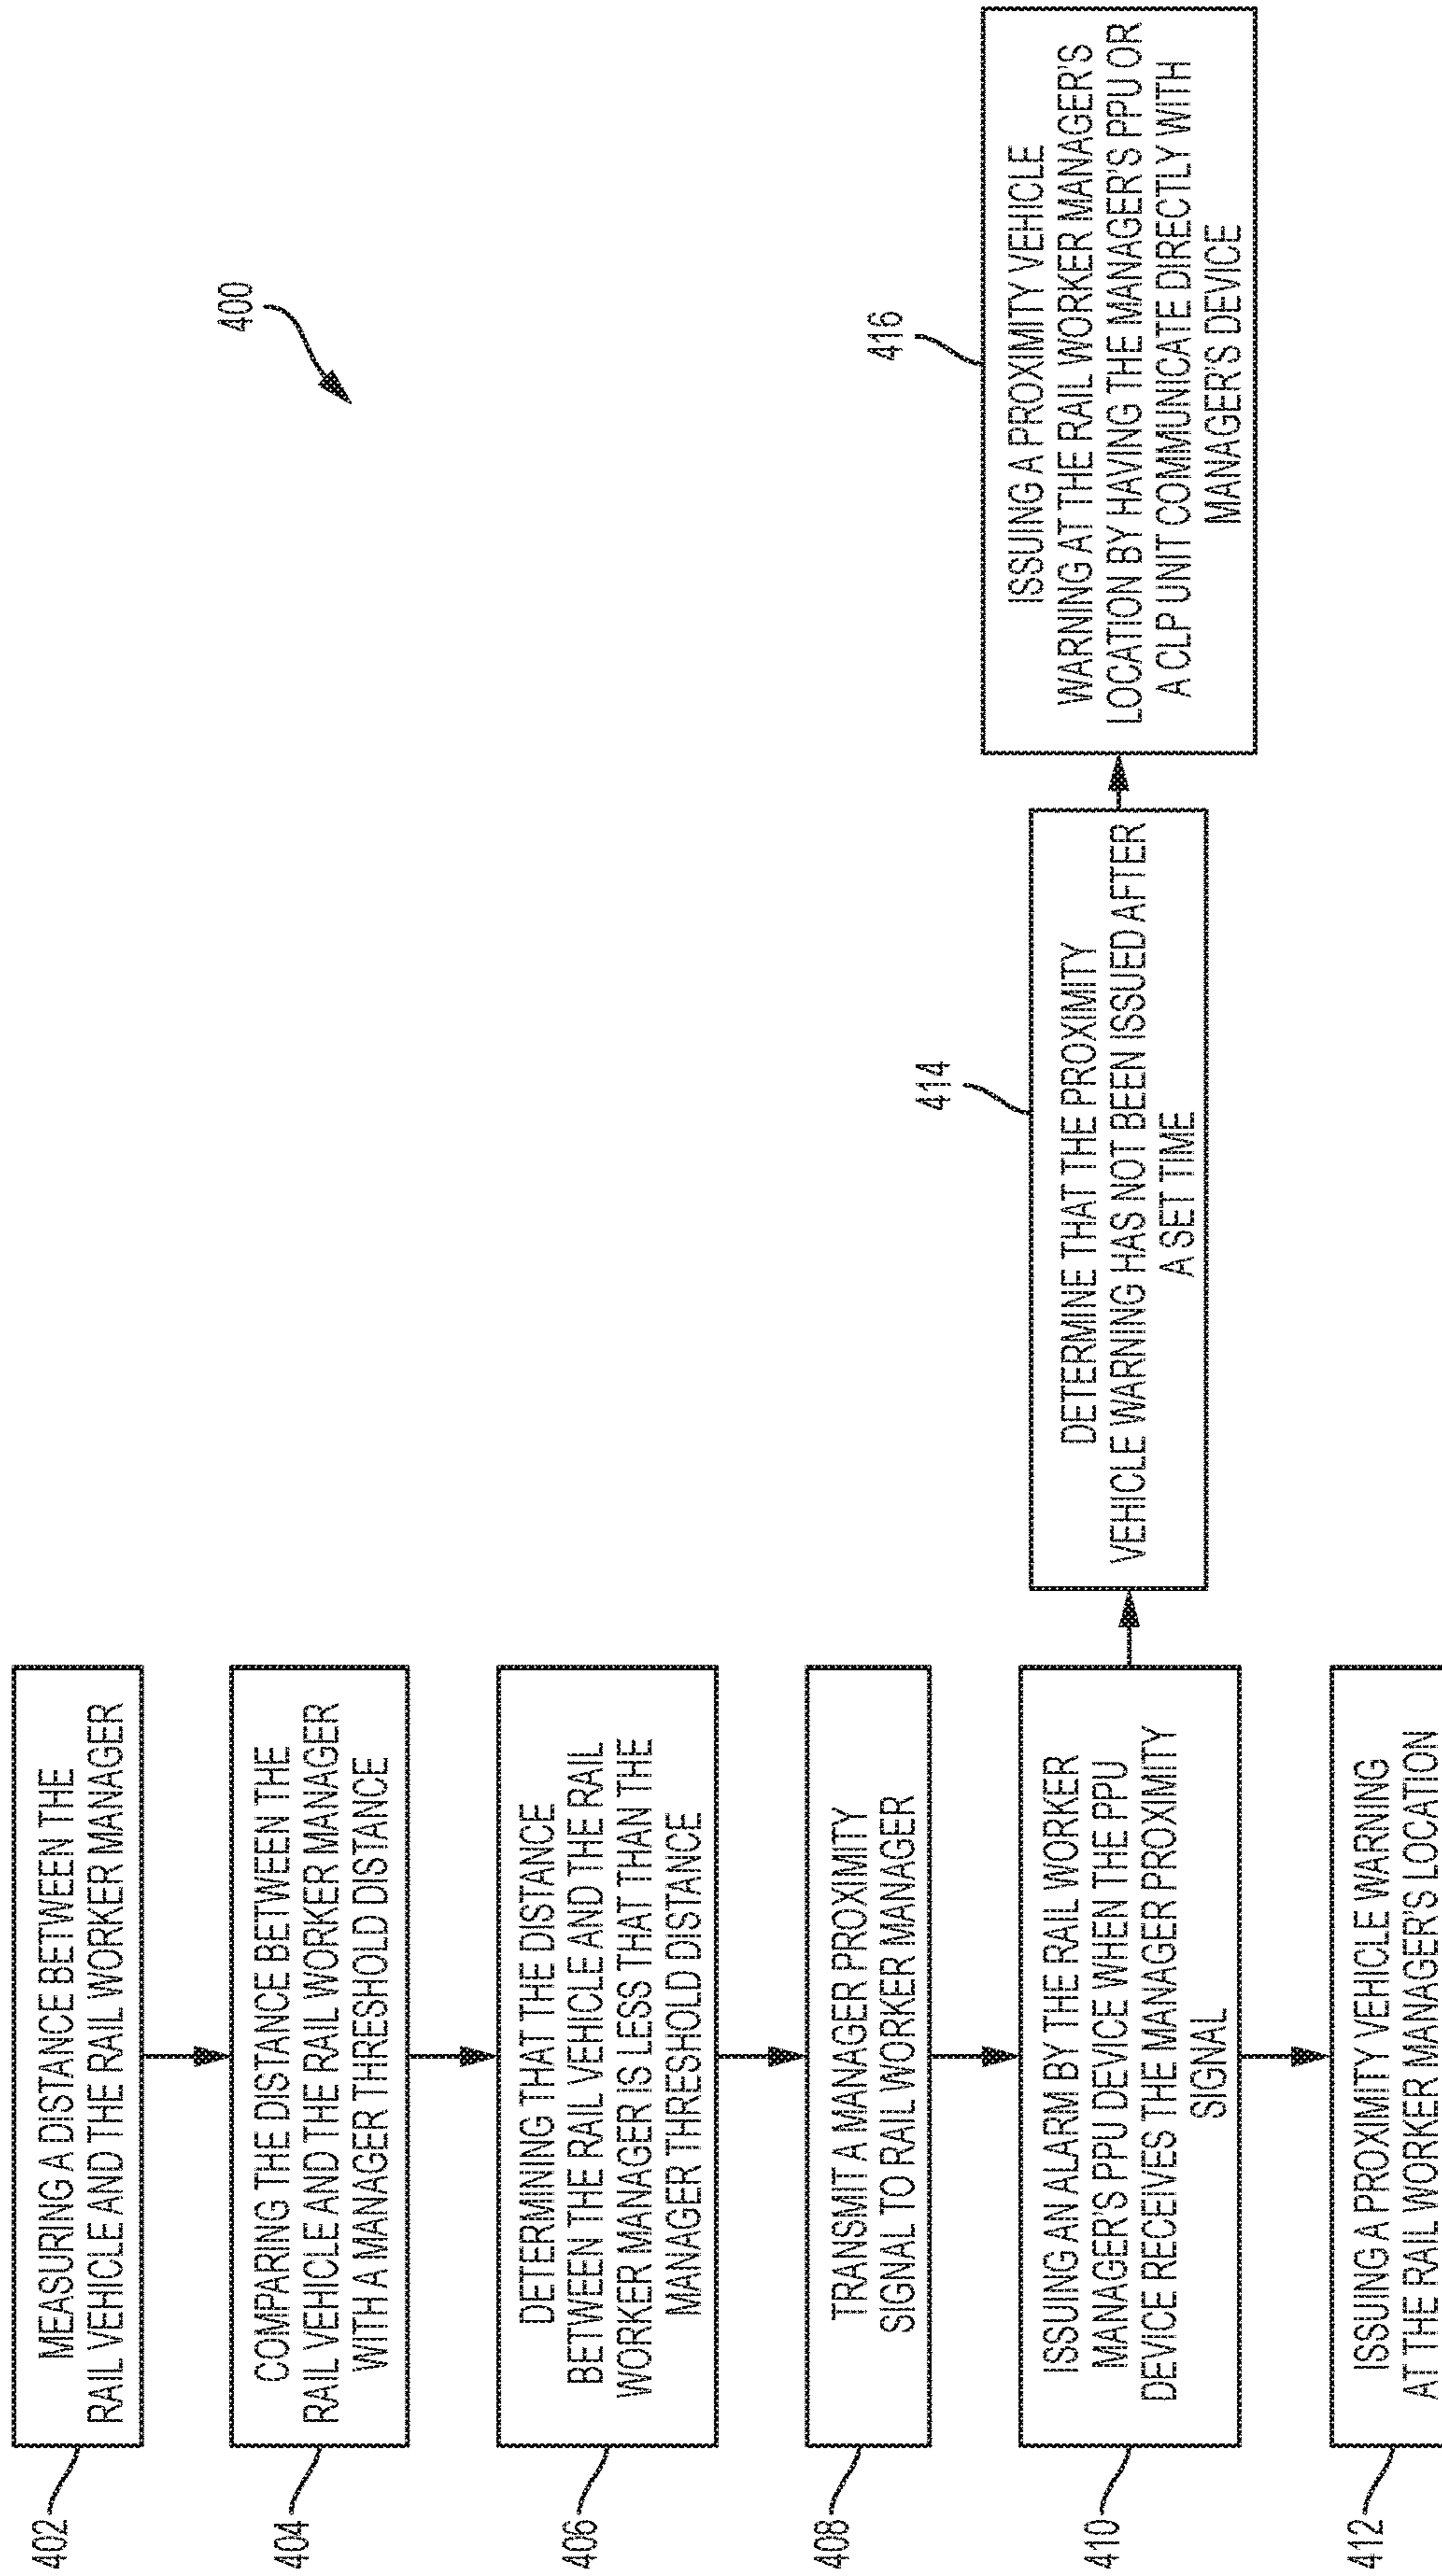 400
402
MEASURING A DISTANCE BETWEEN THE
RAIL VEHICLE AND THE RAIL WORKER MANAGER
404
COMPARING THE DISTANCE BETWEEN THE
RAIL VEHICLE AND THE RAIL WORKER MANAGER
WITH A MANAGER THRESHOLD DISTANCE
406
DETERMINING THAT THE DISTANCE
BETWEEN THE RAIL VEHICLE AND THE RAIL
WORKER MANAGER IS LESS THAT THAN THE
MANAGER THRESHOLD DISTANCE
408
TRANSMIT A MANAGER PROXIMITY
SIGNAL TO RAIL WORKER MANAGER
410
ISSUING AN ALARM BY THE RAIL WORKER
MANAGER'S PPU DEVICE WHEN THE PPU
DEVICE RECEIVES THE MANAGER PROXIMITY
SIGNAL
414
DETERMINE THAT THE PROXIMITY
VEHICLE WARNING HAS NOT BEEN ISSUED AFTER
A SET TIME
416
ISSUING A PROXIMITY VEHICLE
WARNING AT THE RAIL WORKER MANAGER'S
LOCATION BY HAVING THE MANAGER'S PPU OR
A CLP UNIT COMMUNICATE DIRECTLY WITH
MANAGER'S DEVICE
412
ISSUING A PROXIMITY VEHICLE WARNING
AT THE RAIL WORKER MANAGER'S LOCATION